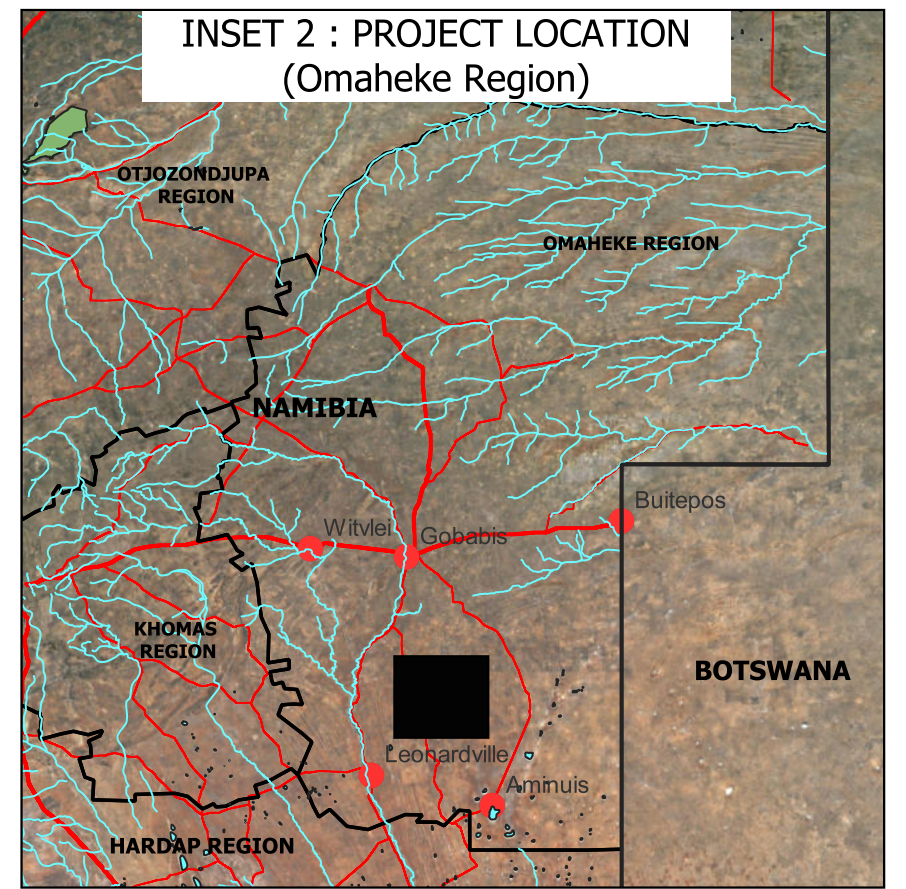 INSET 2 : PROJECT LOCATION
(Omaheke Region)
OTJOZONDJUPA
REGION
OMAHEKE REGION
NAMIBIA
Buitepos
Witvlei
Gobabis
KHOMAS
REGION
BOTSWANA
Leonardville
Aminuis
HARDAP REGION